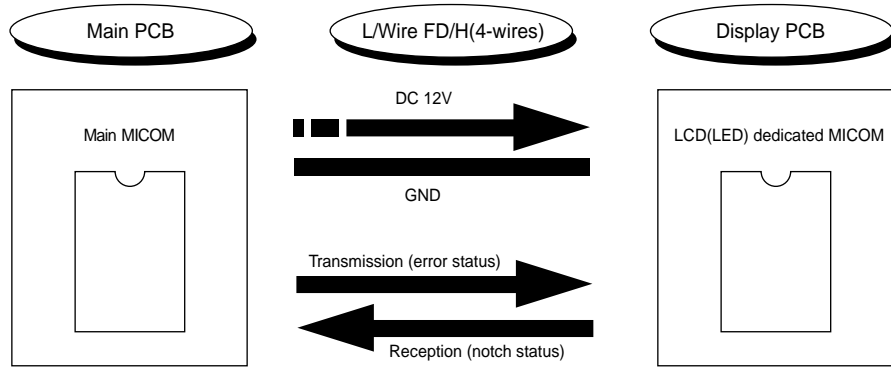 Main PCB
L/Wire FD/H(4-wires)
Display PCB
Main MICOM
DC 12V
LCD(LED) dedicated MICOM
GND
Transmission (error status)
Reception (notch status)